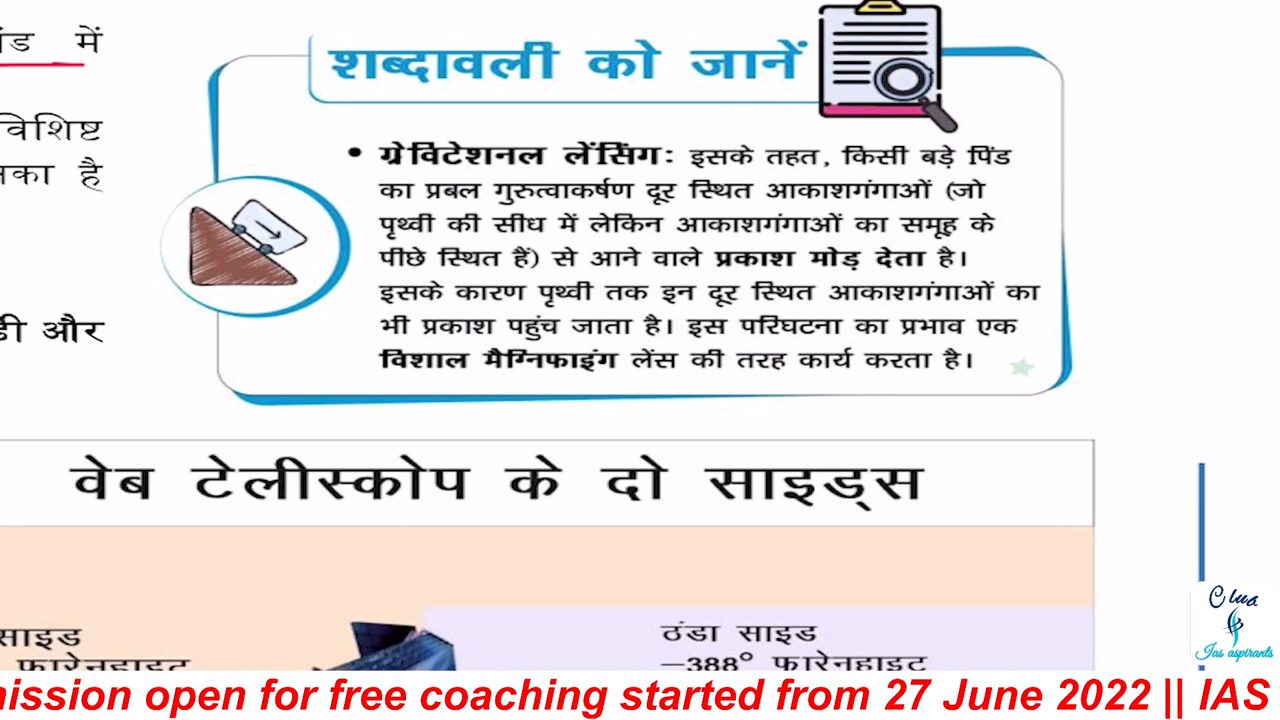 में
शब्दावली को जानें
विशिष्ट
है
• ग्रेविटेशनल लेंसिंग: इसके तहत, किसी बड़े पिंड
का प्रबल गुरुत्वाकर्षण दूर स्थित आकाशगंगाओं (जो
पृथ्वी की सीध में लेकिन आकाशगंगाओं का समूह के
पीछे स्थित हैं) से आने वाले प्रकाश मोड़ देता है।
इसके कारण पृथ्वी तक इन दूर स्थित आकाशगंगाओं का
भी प्रकाश पहुंच जाता है। इस परिघटना का प्रभाव एक
विशाल मैग्निफाइंग लेंस की तरह कार्य करता है।
और
वेब टेलीस्कोप के दो साइड्स
साइड
फारेनहाइट
ठंडा साइड
–388° फारेनहाइट
Ias aspirants
mission open for free coaching started from 27 June 2022 || IAS